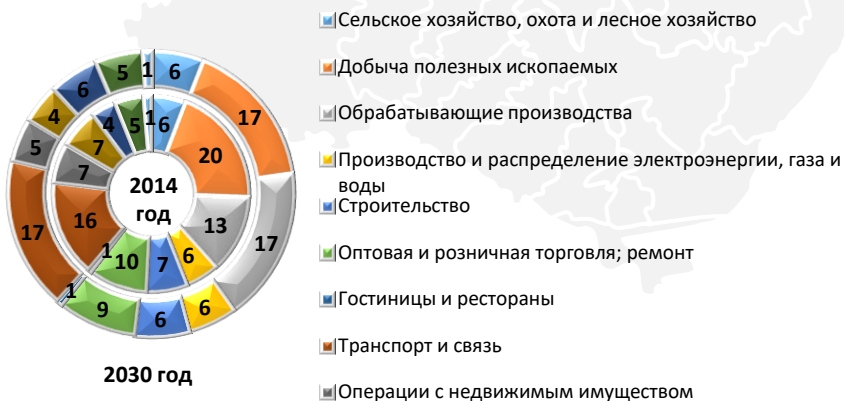 Сельское хозяйство, охота и лесное хозяйство
Добыча полезных ископаемых
Обрабатывающие производства
Производство и распределение электроэнергии, газа и
воды
Строительство
Оптовая и розничная торговля; ремонт
Гостиницы и рестораны
Транспорт и связь
Операции с недвижимым имуществом
6
17
17
6
6
9
1
17
5
4
6
5
1
6
20
13
6
7
10
1
16
7
7
4
5
1
2014
год
2030 год